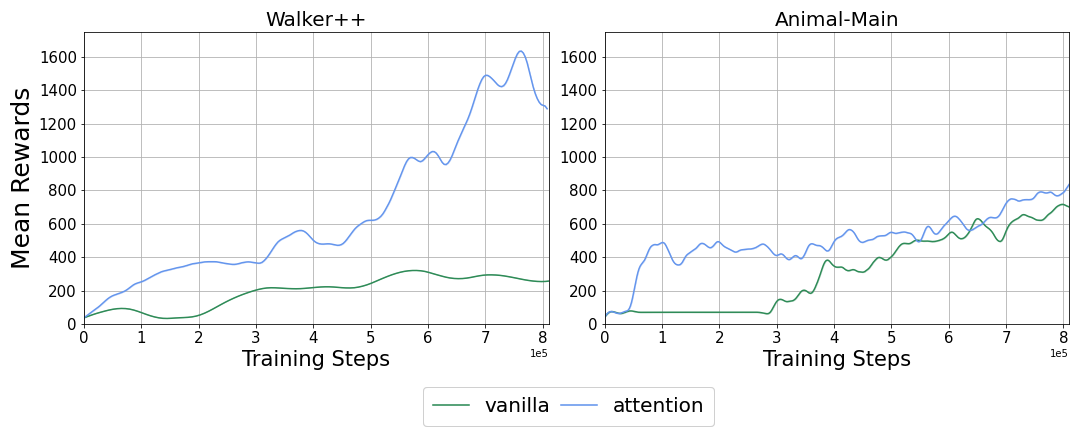 Walker++
Animal-Main
Mean Rewards
1600
1400
1200
1000
800
600
400
200
0
0 1 2 3 4 5 6 7 8
1e5
Training Steps
1600
1400
1200
1000
800
600
400
200
0
0 1 2 3 4 5 6 7 8
1e5
Training Steps
vanilla attention